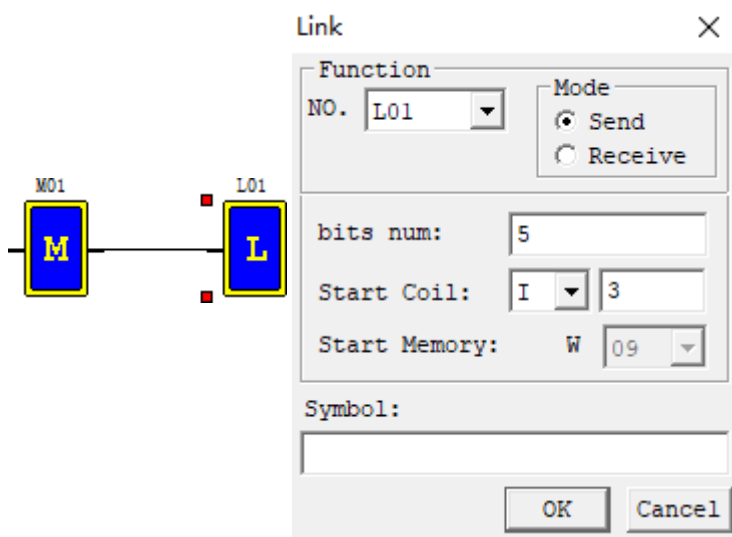 Link
Function
NO. L01
Mode
Send
Receive
M01
L01
M
L
bits num: 5
Start Coil: I 3
Start Memory: W 09
Symbol:
OK Cancel